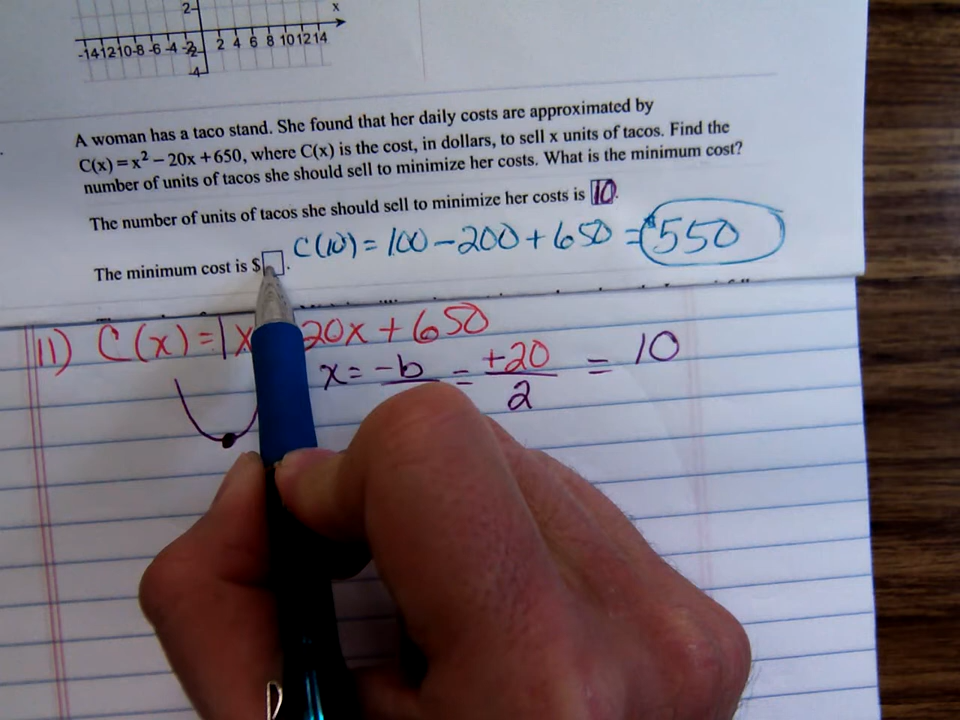 2
x
-14-12-10-8 -6 -4 -2 2 4 6 8 10 12 14
-2
-4
A woman has a taco stand. She found that her daily costs are approximated by
C(x) = x² − 20x + 650, where C(x) is the cost, in dollars, to sell x units of tacos. Find the
number of units of tacos she should sell to minimize her costs. What is the minimum cost?
The number of units of tacos she should sell to minimize her costs is 10.
The minimum cost is $ . C(10) = 100 − 200 + 650 = $550
11) C(x) = 1x 20x + 650
x = -b = +20/2 = 10